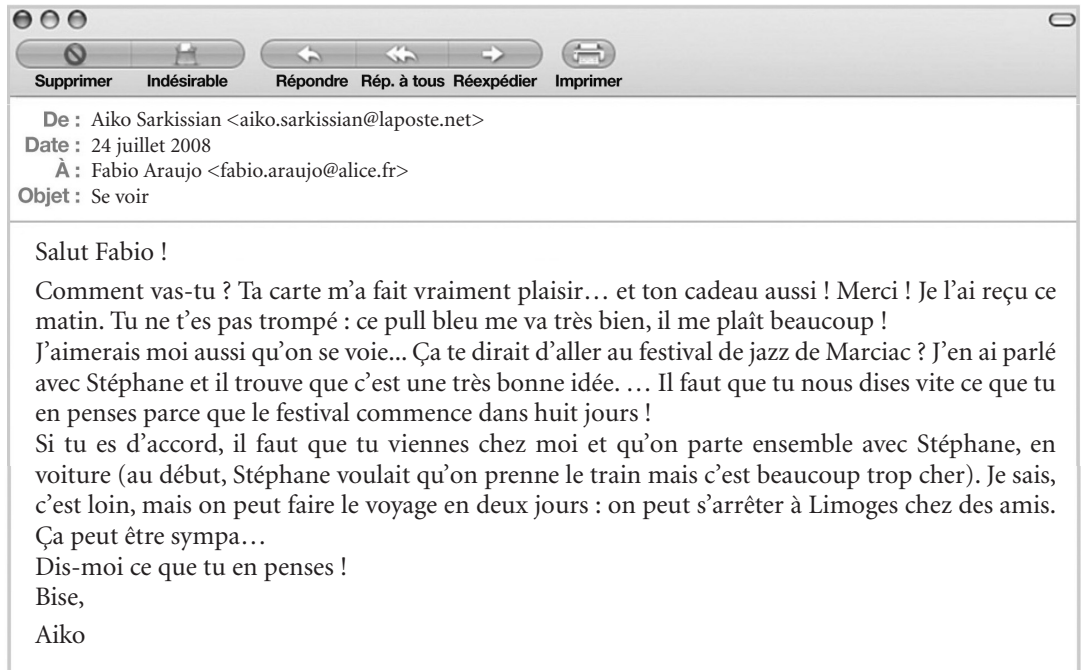 Supprimer Indésirable Répondre Rép. à tous Réexpédier Imprimer
De : Aiko Sarkissian <aiko.sarkissian@laposte.net>
Date : 24 juillet 2008
À : Fabio Araujo <fabio.araujo@alice.fr>
Objet : Se voir
Salut Fabio !
Comment vas-tu ? Ta carte m'a fait vraiment plaisir… et ton cadeau aussi ! Merci ! Je l'ai reçu ce
matin. Tu ne t'es pas trompé : ce pull bleu me va très bien, il me plaît beaucoup !
J'aimerais moi aussi qu'on se voie... Ça te dirait d'aller au festival de jazz de Marciac ? J'en ai parlé
avec Stéphane et il trouve que c'est une très bonne idée. … Il faut que tu nous dises vite ce que tu
en penses parce que le festival commence dans huit jours !
Si tu es d'accord, il faut que tu viennes chez moi et qu'on parte ensemble avec Stéphane, en
voiture (au début, Stéphane voulait qu'on prenne le train mais c'est beaucoup trop cher). Je sais,
c'est loin, mais on peut faire le voyage en deux jours : on peut s'arrêter à Limoges chez des amis.
Ça peut être sympa…
Dis-moi ce que tu en penses !
Bise,
Aiko